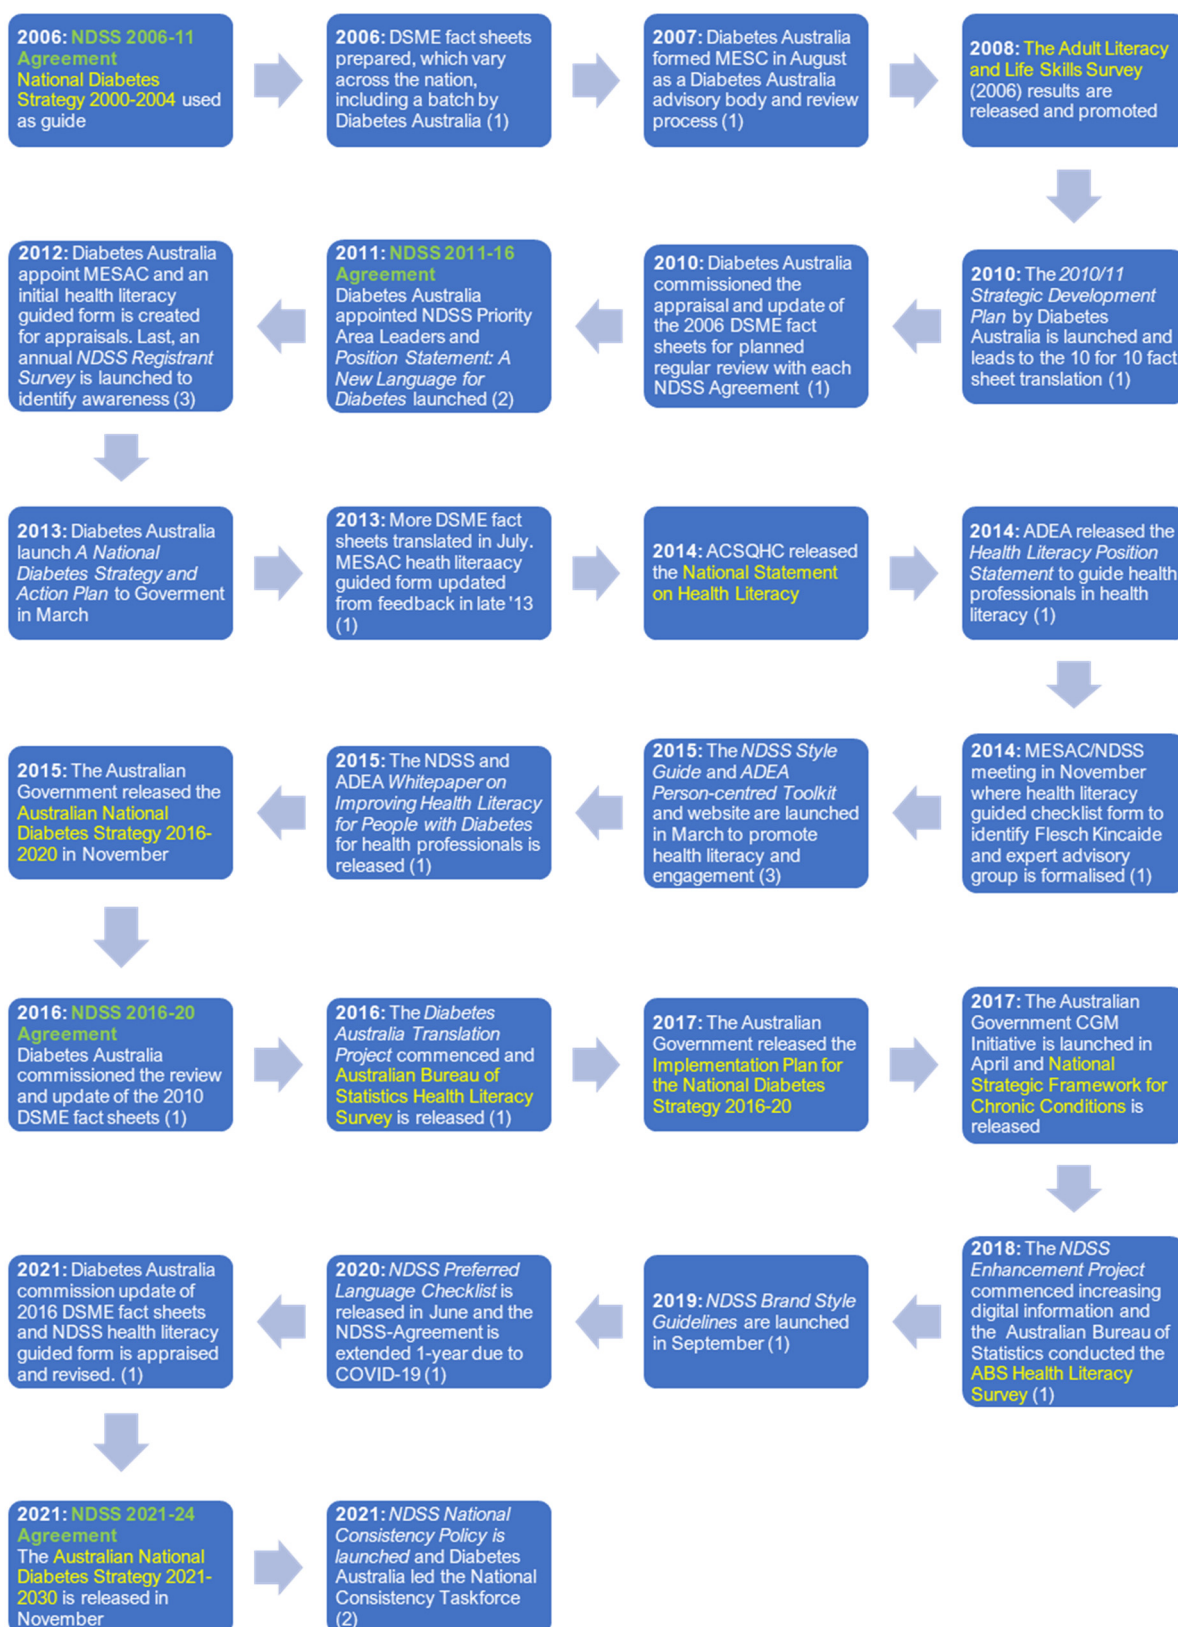 2006: NDSS 2006-11
Agreement
National Diabetes
Strategy 2000-2004 used
as guide
2006: DSME fact sheets
prepared, which vary
across the nation,
including a batch by
Diabetes Australia (1)
2007: Diabetes Australia
formed MESC in August
as a Diabetes Australia
advisory body and review
process (1)
2008: The Adult Literacy
and Life Skills Survey
(2006) results are
released and promoted
2010: The 2010/11
Strategic Development
Plan by Diabetes
Australia is launched and
leads to the 10 for 10 fact
sheet translation (1)
2010: Diabetes Australia
commissioned the
appraisal and update of
the 2006 DSME fact
sheets for planned
regular review with each
NDSS Agreement (1)
2011: NDSS 2011-16
Agreement
Diabetes Australia
appointed NDSS Priority
Area Leaders and
Position Statement: A
New Language for
Diabetes launched (2)
2012: Diabetes Australia
appoint MESAC and an
initial health literacy
guided form is created
for appraisals. Last, an
annual NDSS Registrant
Survey is launched to
identify awareness (3)
2013: Diabetes Australia
launch A National
Diabetes Strategy and
Action Plan to Goverment
in March
2013: More DSME fact
sheets translated in July.
MESAC heath literaacy
guided form updated
from feedback in late '13
(1)
2014: ACSQHC released
the National Statement
on Health Literacy
2014: ADEA released the
Health Literacy Position
Statement to guide health
professionals in health
literacy (1)
2014: MESAC/NDSS
meeting in November
where health literacy
guided checklist form to
identify Flesch Kincaide
and expert advisory
group is formalised (1)
2015: The NDSS Style
Guide and ADEA
Person-centred Toolkit
and website are launched
in March to promote
health literacy and
engagement (3)
2015: The NDSS and
ADEA Whitepaper on
Improving Health Literacy
for People with Diabetes
for health professionals is
released (1)
2015: The Australian
Government released the
Australian National
Diabetes Strategy 2016-
2020 in November
2016: NDSS 2016-20
Agreement
Diabetes Australia
commissioned the review
and update of the 2010
DSME fact sheets (1)
2016: The Diabetes
Australia Translation
Project commenced and
Australian Bureau of
Statistics Health Literacy
Survey is released (1)
2017: The Australian
Government released the
Implementation Plan for
the National Diabetes
Strategy 2016-20
2017: The Australian
Government CGM
Initiative is launched in
April and National
Strategic Framework for
Chronic Conditions is
released
2018: The NDSS
Enhancement Project
commenced increasing
digital information and
the Australian Bureau of
Statistics conducted the
ABS Health Literacy
Survey (1)
2019: NDSS Brand Style
Guidelines are launched
in September (1)
2020: NDSS Preferred
Language Checklist is
released in June and the
NDSS-Agreement is
extended 1-year due to
COVID-19 (1)
2021: Diabetes Australia
commission update of
2016 DSME fact sheets
and NDSS health literacy
guided form is appraised
and revised. (1)
2021: NDSS 2021-24
Agreement
The Australian National
Diabetes Strategy 2021-
2030 is released in
November
2021: NDSS National
Consistency Policy is
launched and Diabetes
Australia led the National
Consistency Taskforce
(2)